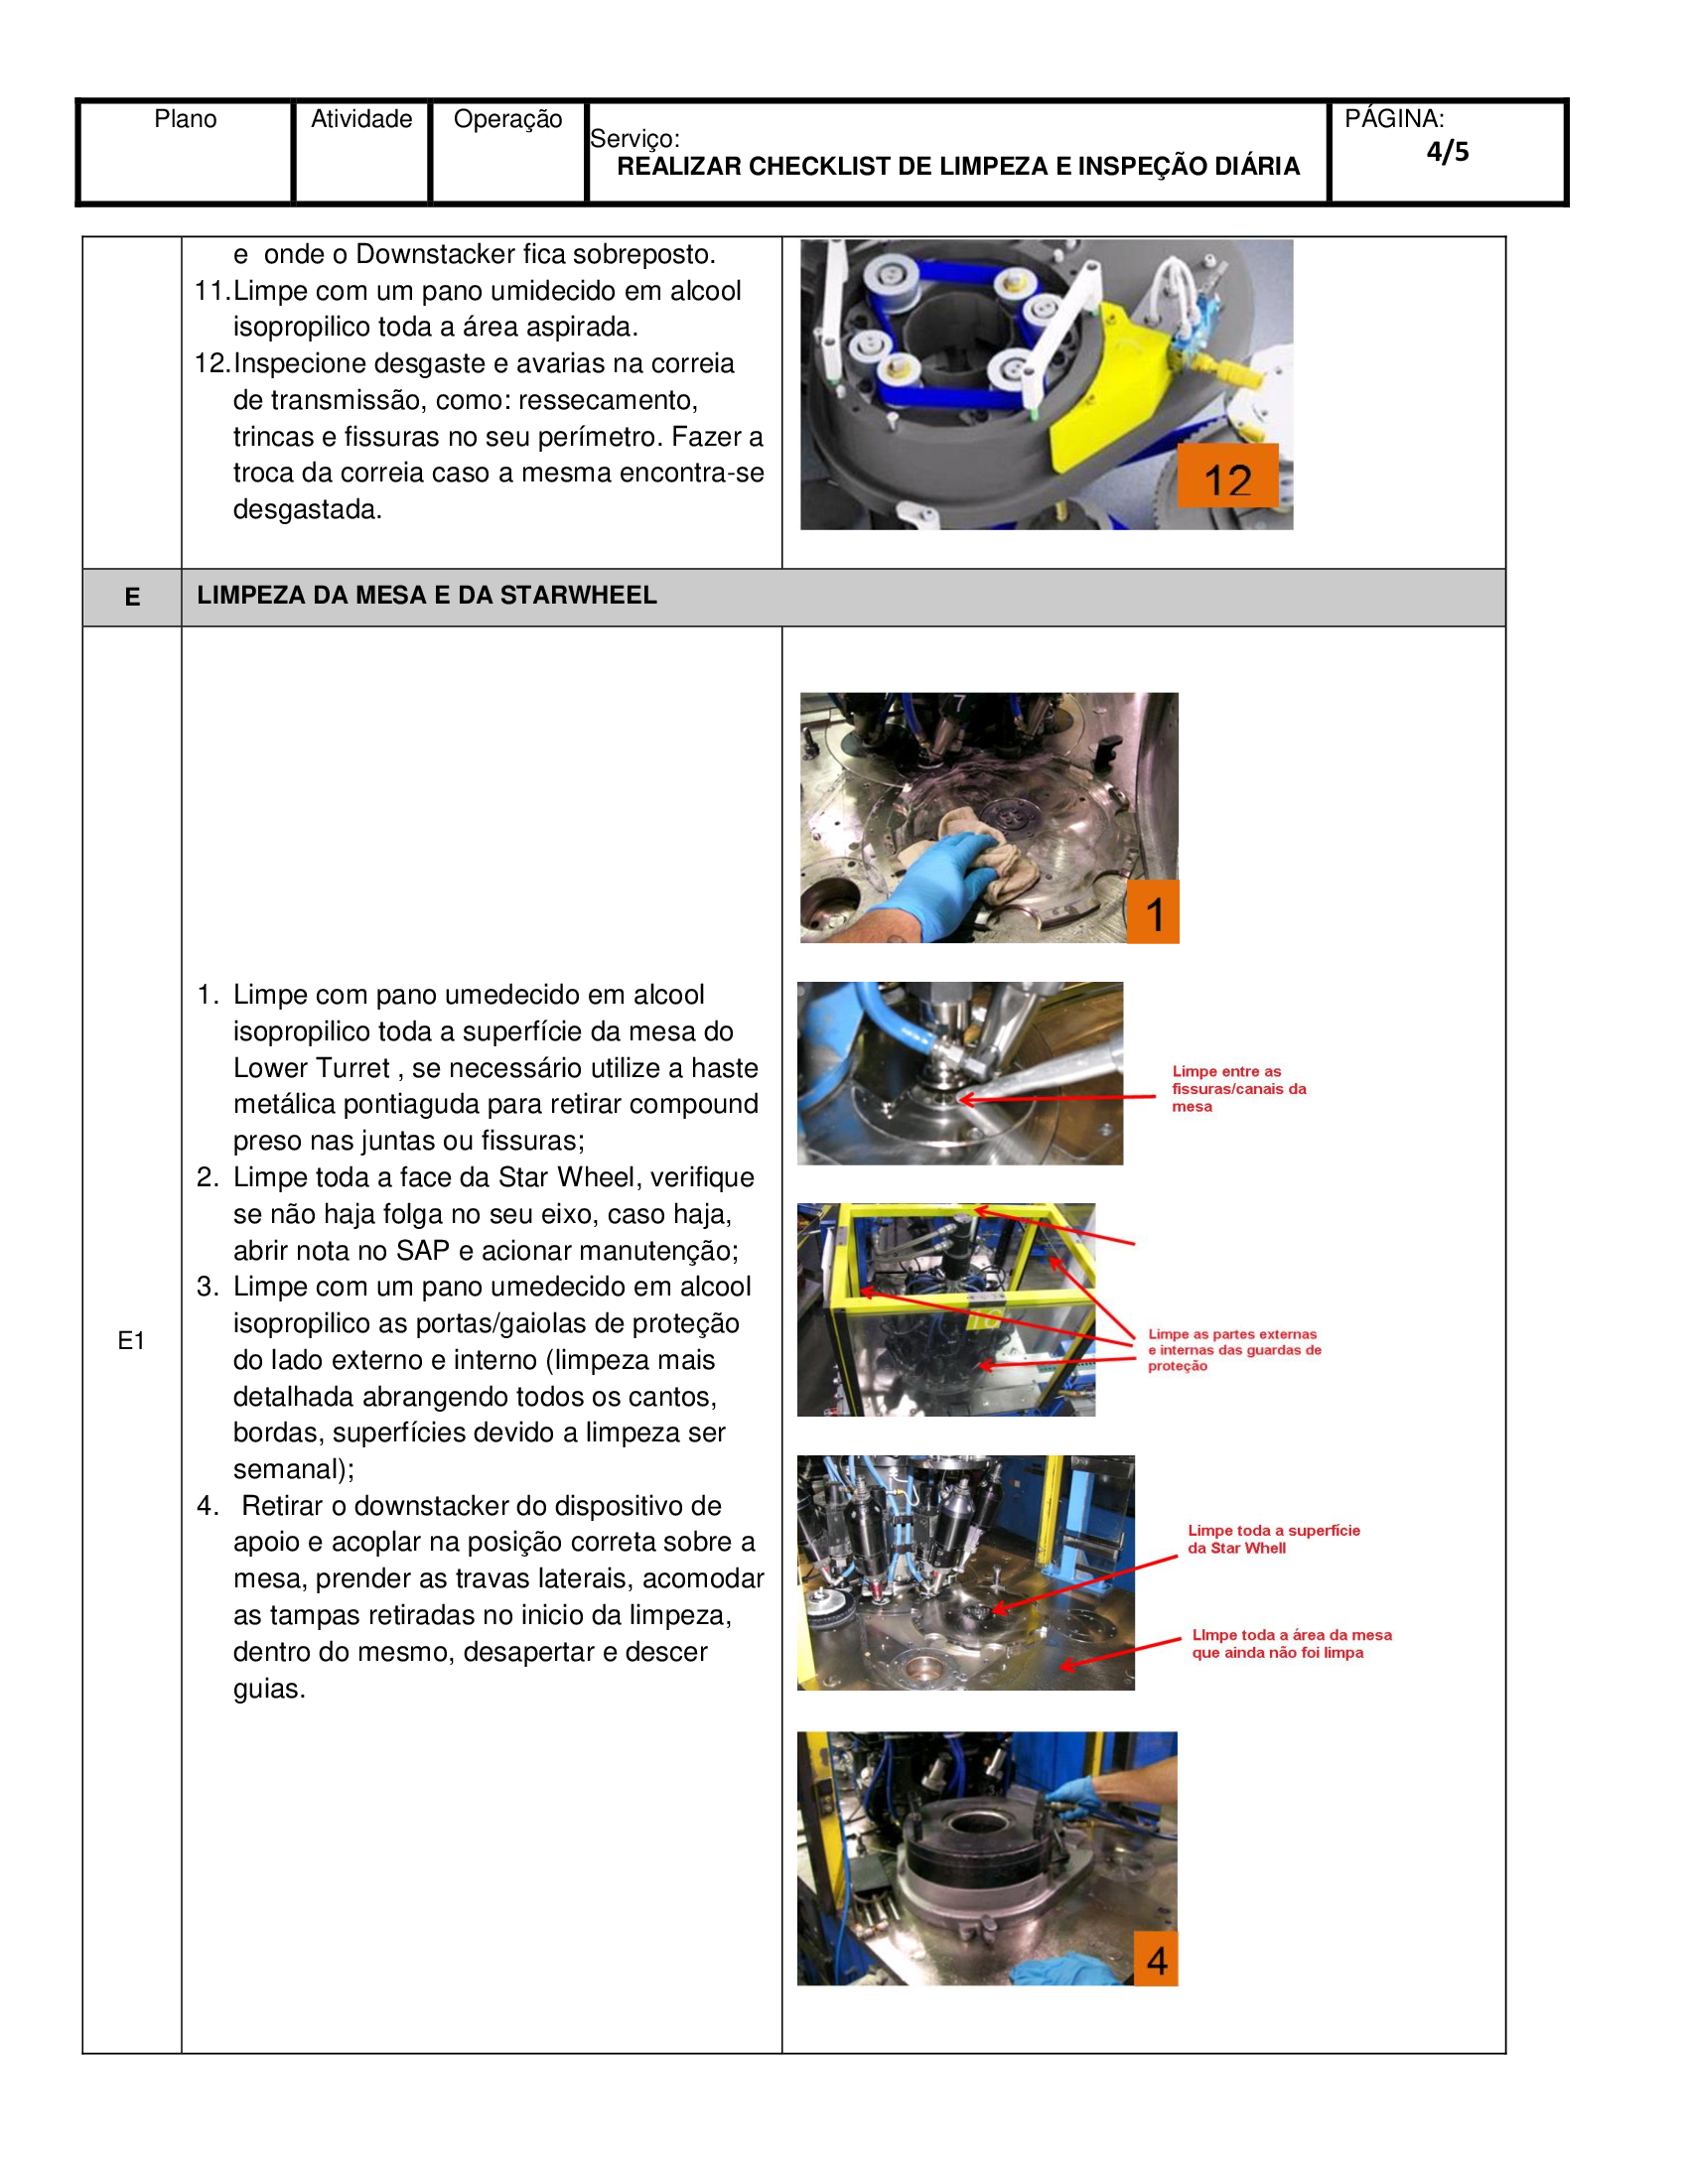 Plano
Atividade
Operação
Serviço:
REALIZAR CHECKLIST DE LIMPEZA E INSPEÇÃO DIÁRIA
PÁGINA:
4/5
e  onde o Downstacker fica sobreposto.
11.Limpe com um pano umidecido em alcool
isopropilico toda a área aspirada.
12.Inspecione desgaste e avarias na correia
de transmissão, como: ressecamento,
trincas e fissuras no seu perímetro. Fazer a
troca da correia caso a mesma encontra-se
desgastada.
12
E
LIMPEZA DA MESA E DA STARWHEEL
E1
1. Limpe com pano umedecido em alcool
isopropilico toda a superfície da mesa do
Lower Turret , se necessário utilize a haste
metálica pontiaguda para retirar compound
preso nas juntas ou fissuras;
2. Limpe toda a face da Star Wheel, verifique
se não haja folga no seu eixo, caso haja,
abrir nota no SAP e acionar manutenção;
3. Limpe com um pano umedecido em alcool
isopropilico as portas/gaiolas de proteção
do lado externo e interno (limpeza mais
detalhada abrangendo todos os cantos,
bordas, superfícies devido a limpeza ser
semanal);
4. Retirar o downstacker do dispositivo de
apoio e acoplar na posição correta sobre a
mesa, prender as travas laterais, acomodar
as tampas retiradas no inicio da limpeza,
dentro do mesmo, desapertar e descer
guias.
7
1
Limpe entre as
fissuras/canais da
mesa
16
Limpe as partes externas
e internas das guardas de
proteção
Limpe toda a superfície
da Star Whell
LImpe toda a área da mesa
que ainda não foi limpa
4